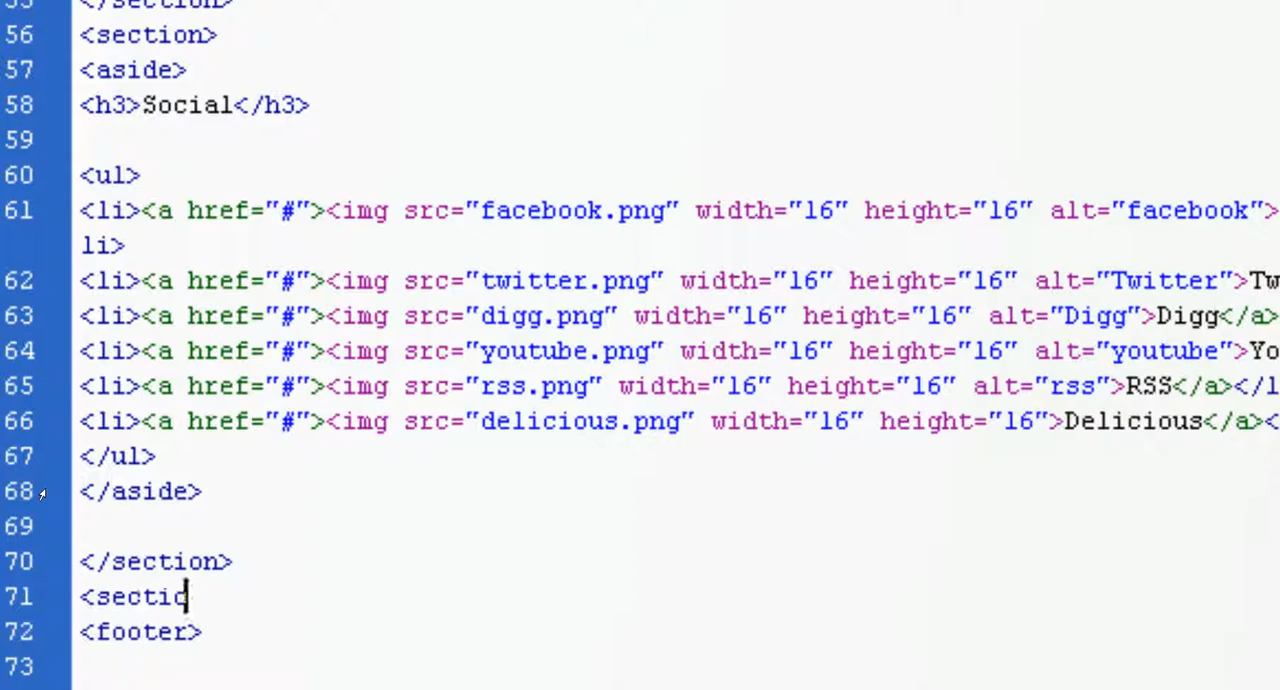 55 </section>
56 <section>
57 <aside>
58 <h3>Social</h3>
59
60 <ul>
61 <li><a href="#"><img src="facebook.png" width="16" height="16" alt="facebook">
li>
62 <li><a href="#"><img src="twitter.png" width="16" height="16" alt="Twitter">Tw
63 <li><a href="#"><img src="digg.png" width="16" height="16" alt="Digg">Digg</a>
64 <li><a href="#"><img src="youtube.png" width="16" height="16" alt="youtube">Yo
65 <li><a href="#"><img src="rss.png" width="16" height="16" alt="rss">RSS</a></l
66 <li><a href="#"><img src="delicious.png" width="16" height="16">Delicious</a><
67 </ul>
68 </aside>
69
70 </section>
71 <sectio
72 <footer>
73